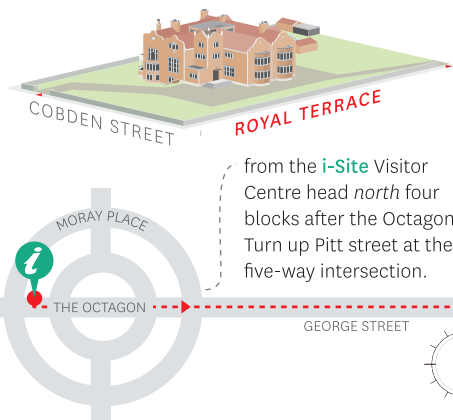 COBDEN STREET
ROYAL TERRACE
from the i-Site Visitor
Centre head north four
blocks after the Octagon
Turn up Pitt street at the
five-way intersection.
MORAY PLACE
i
THE OCTAGON
GEORGE STREET